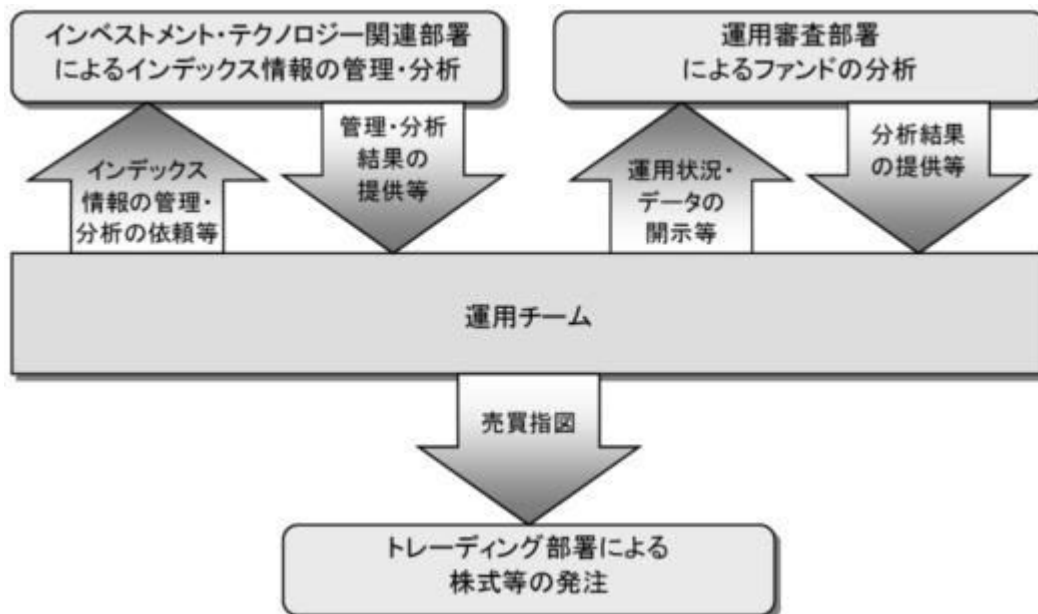 インベストメント・テクノロジー関連部署
によるインデックス情報の管理・分析
運用審査部署
によるファンドの分析
インデックス
情報の管理・
分析の依頼等
管理・分析
結果の
提供等
運用状況・
データの
開示等
分析結果
の提供等
運用チーム
売買指図
トレーディング部署による
株式等の発注